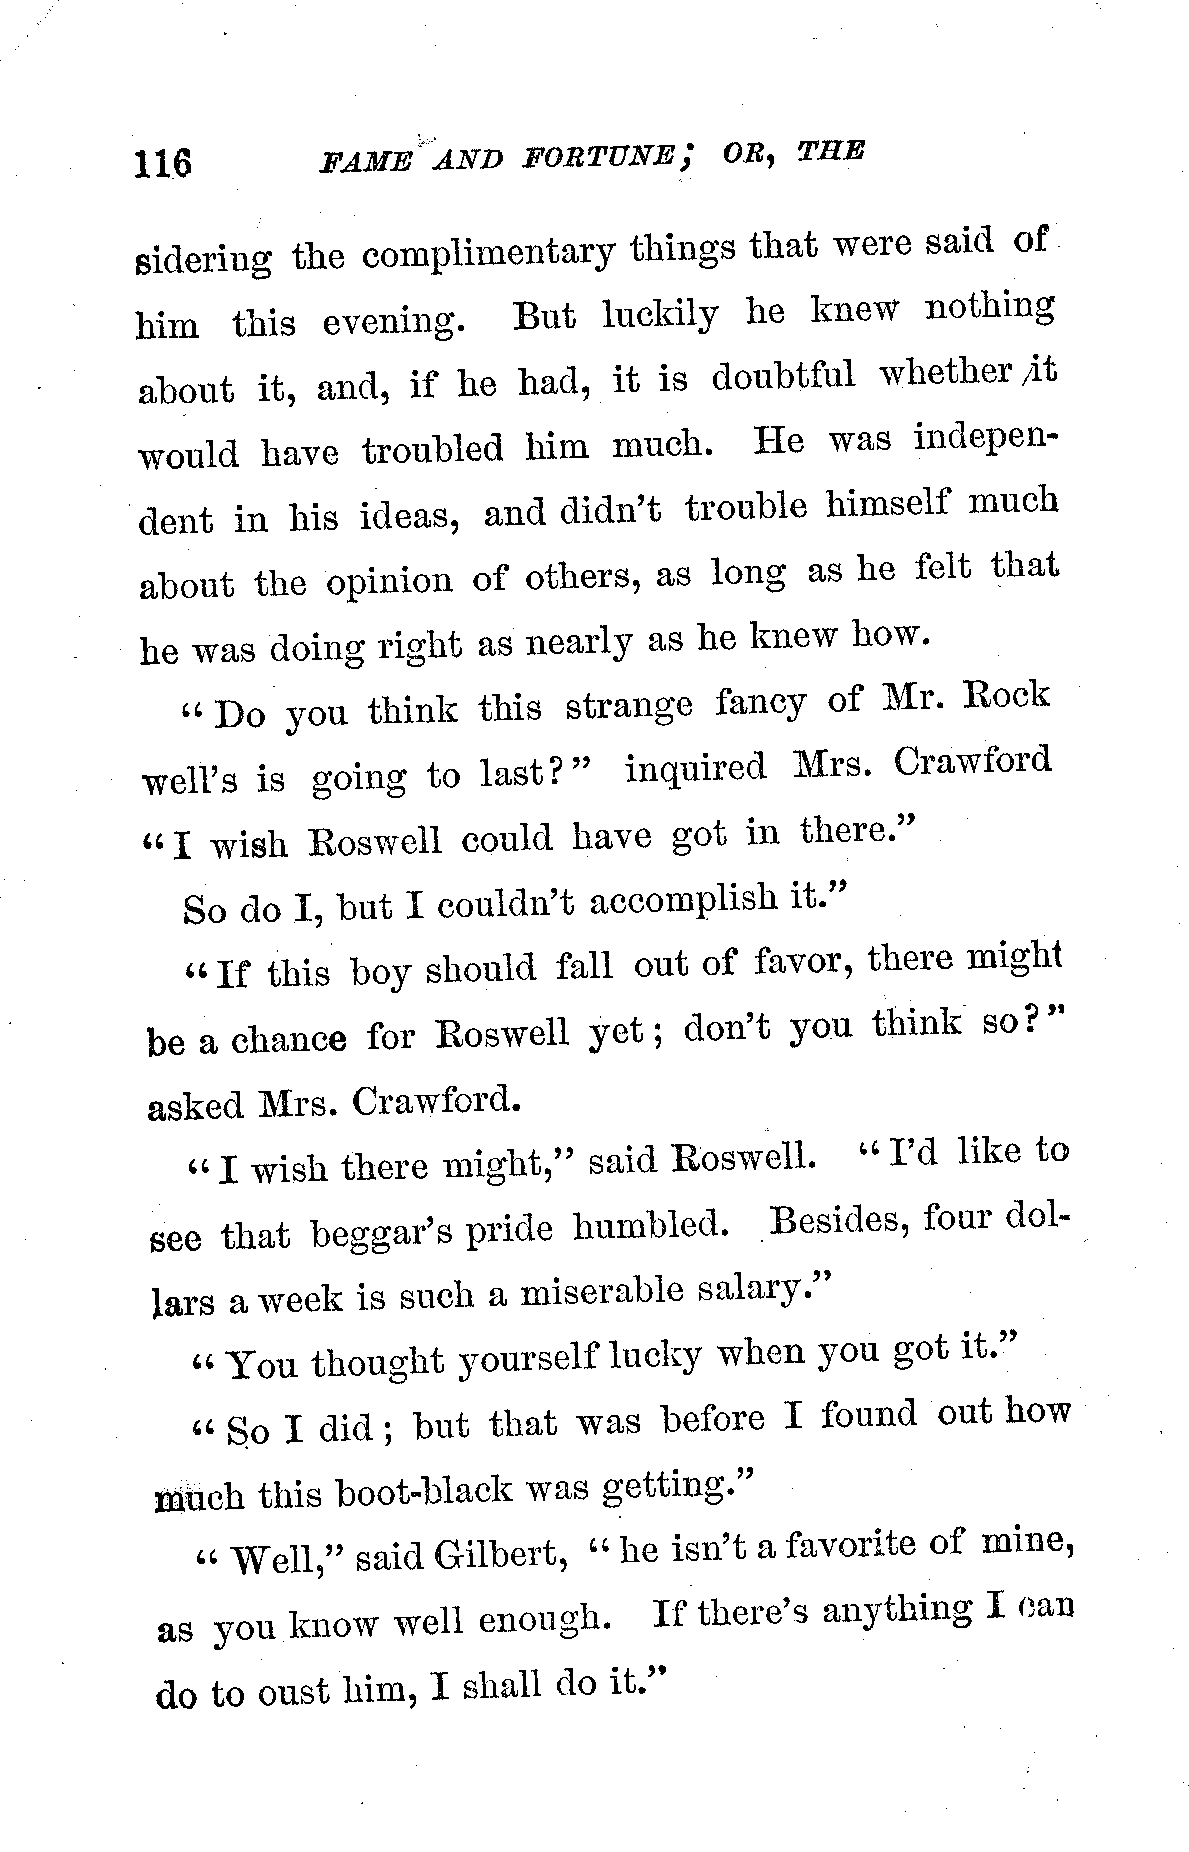 116 FAME AND FORTUNE; OR, THE
sidering the complimentary things that were said of
him this evening. But luckily he knew nothing
about it, and, if he had, it is doubtful whether it
would have troubled him much. He was indepen-
dent in his ideas, and didn't trouble himself much
about the opinion of others, as long as he felt that
he was doing right as nearly as he knew how.
"Do you think this strange fancy of Mr. Rock
well's is going to last?" inquired Mrs. Crawford
"I wish Roswell could have got in there."
So do I, but I couldn't accomplish it."
"If this boy should fall out of favor, there might
be a chance for Roswell yet; don't you think so?"
asked Mrs. Crawford.
"I wish there might," said Roswell. "I'd like to
see that beggar's pride humbled. Besides, four dol-
lars a week is such a miserable salary."
"You thought yourself lucky when you got it."
"So I did; but that was before I found out how
much this boot-black was getting."
"Well," said Gilbert, "he isn't a favorite of mine,
as you know well enough. If there's anything I can
do to oust him, I shall do it."